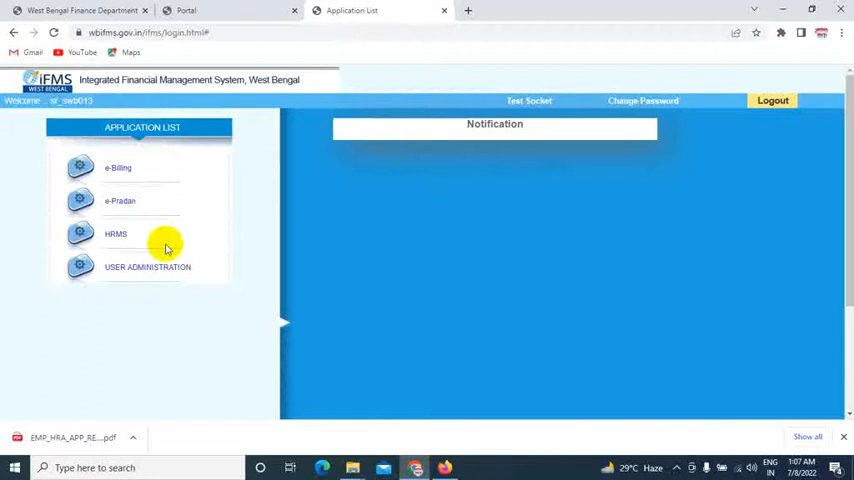 West Bengal Finance Department
Portal
Application List
wbifms.gov.in/ifms/login.html#
Gmail
YouTube
Maps
iFMS
WEST BENGAL
Integrated Financial Management System, West Bengal
Welcome .. sf_swb013
Test Socket
Change Password
Logout
APPLICATION LIST
Notification
e-Billing
e-Pradan
HRMS
USER ADMINISTRATION
EMP_HRA_APP_RE....pdf
Show all
Type here to search
29°C Haze
ENG
IN
1:07 AM
7/8/2022